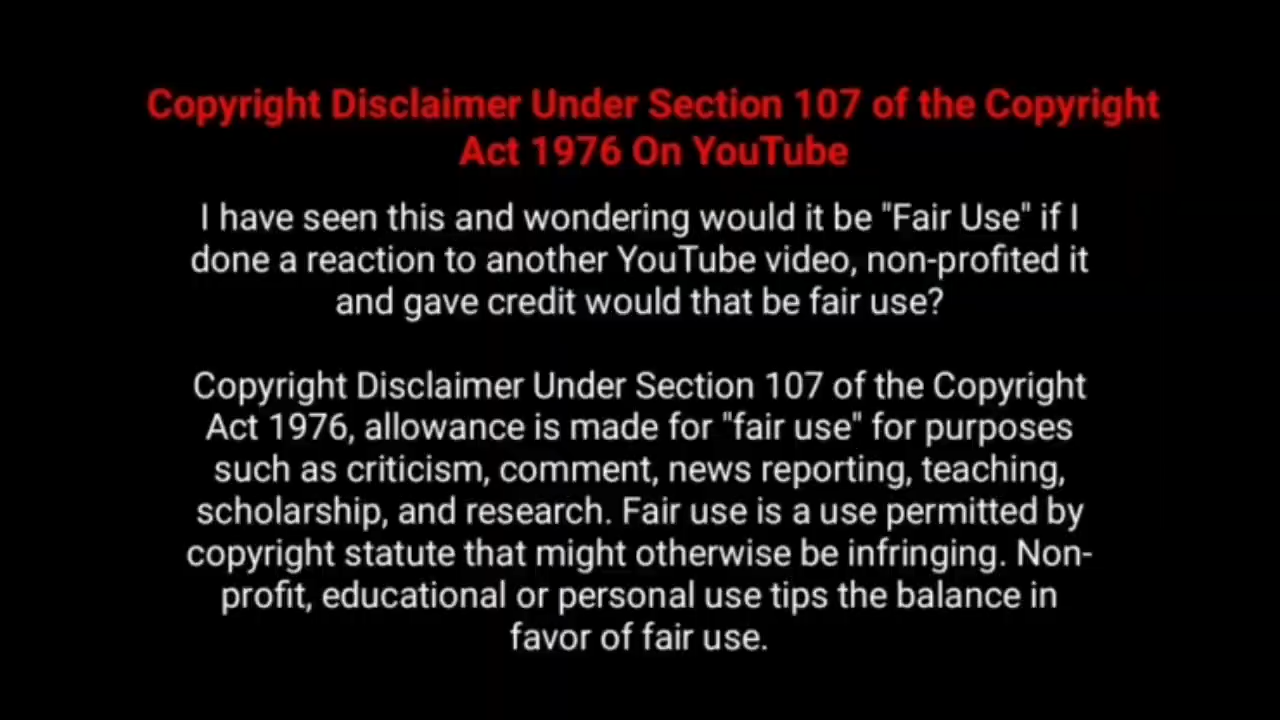 Copyright Disclaimer Under Section 107 of the Copyright
Act 1976 On YouTube
I have seen this and wondering would it be "Fair Use" if I
done a reaction to another YouTube video, non-profited it
and gave credit would that be fair use?
Copyright Disclaimer Under Section 107 of the Copyright
Act 1976, allowance is made for "fair use" for purposes
such as criticism, comment, news reporting, teaching,
scholarship, and research. Fair use is a use permitted by
copyright statute that might otherwise be infringing. Non-
profit, educational or personal use tips the balance in
favor of fair use.